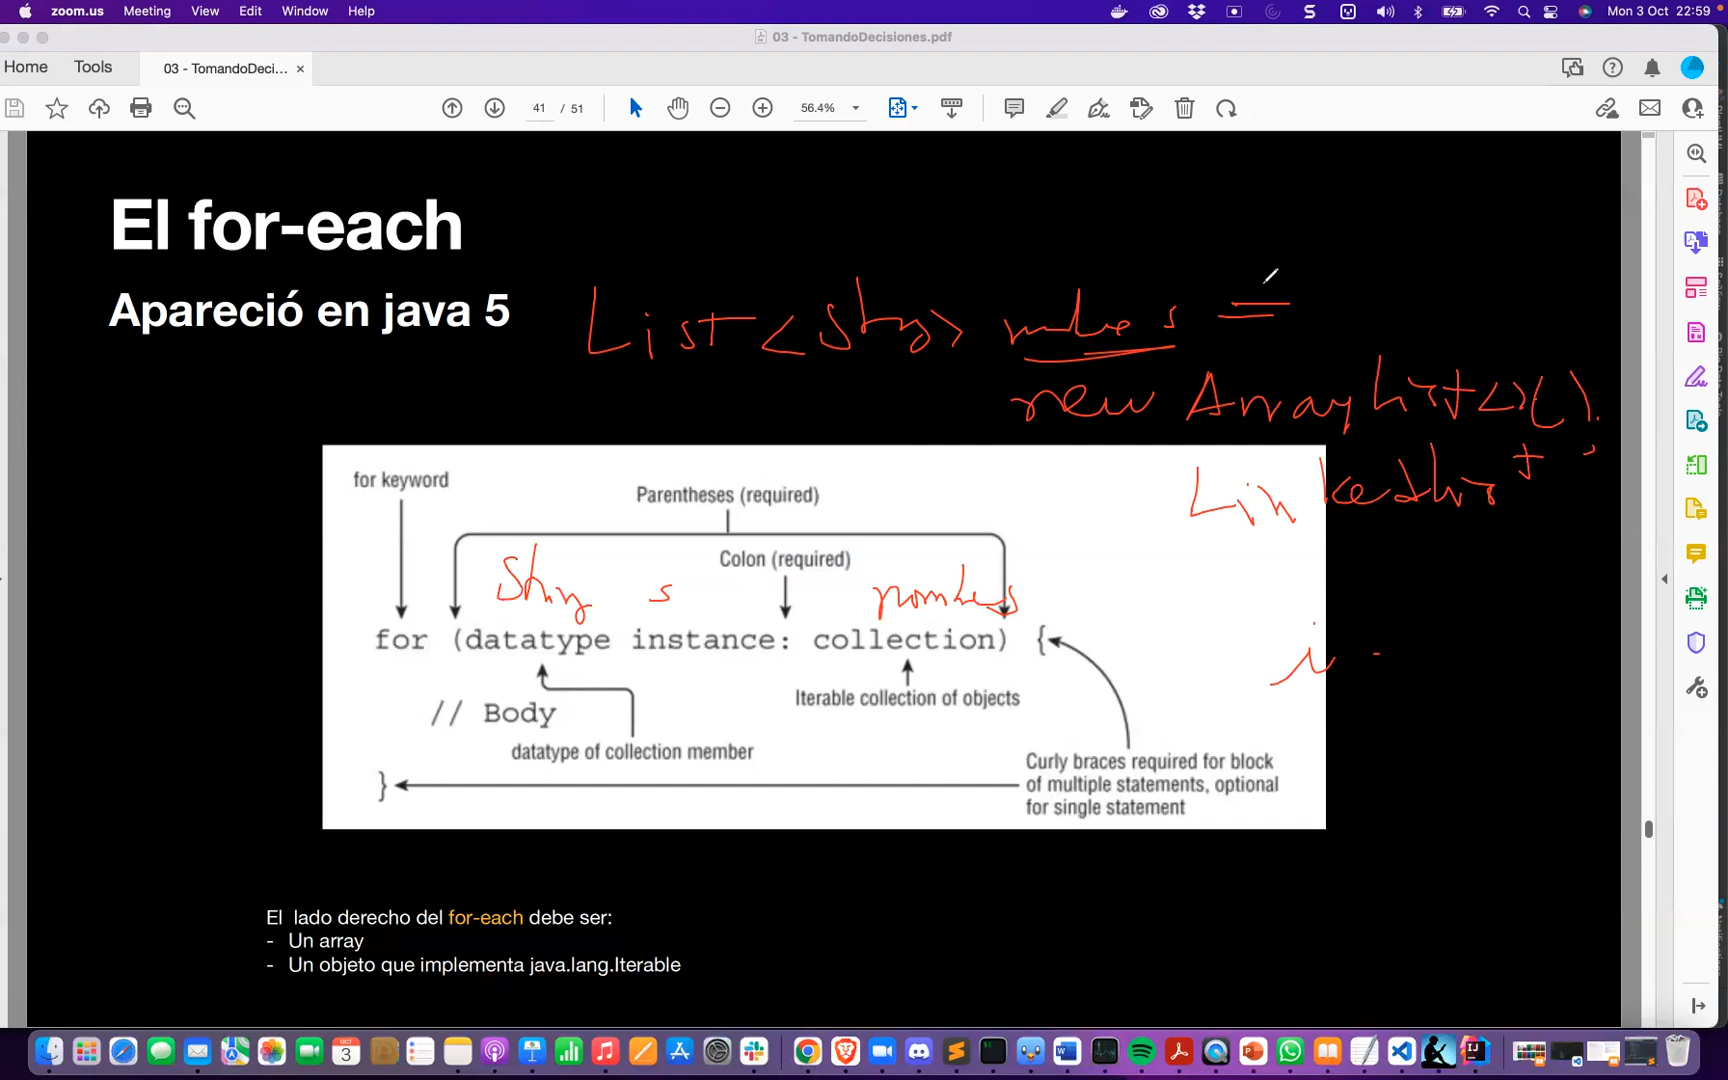 zoom.us Meeting View Edit Window Help Mon 3 Oct 22:59
03 - TomandoDecisiones.pdf
Home Tools 03 - TomandoDeci... ×
41 / 51 56.4%
El for-each
Apareció en java 5
List<String> nombres =
new ArrayList<>();
LinkedList
for keyword
Parentheses (required)
Colon (required)
String s nombres
for (datatype instance: collection) {
Iterable collection of objects
// Body
datatype of collection member
Curly braces required for block
of multiple statements, optional
for single statement
}
i
El lado derecho del for-each debe ser:
- Un array
- Un objeto que implementa java.lang.Iterable
OCT
3